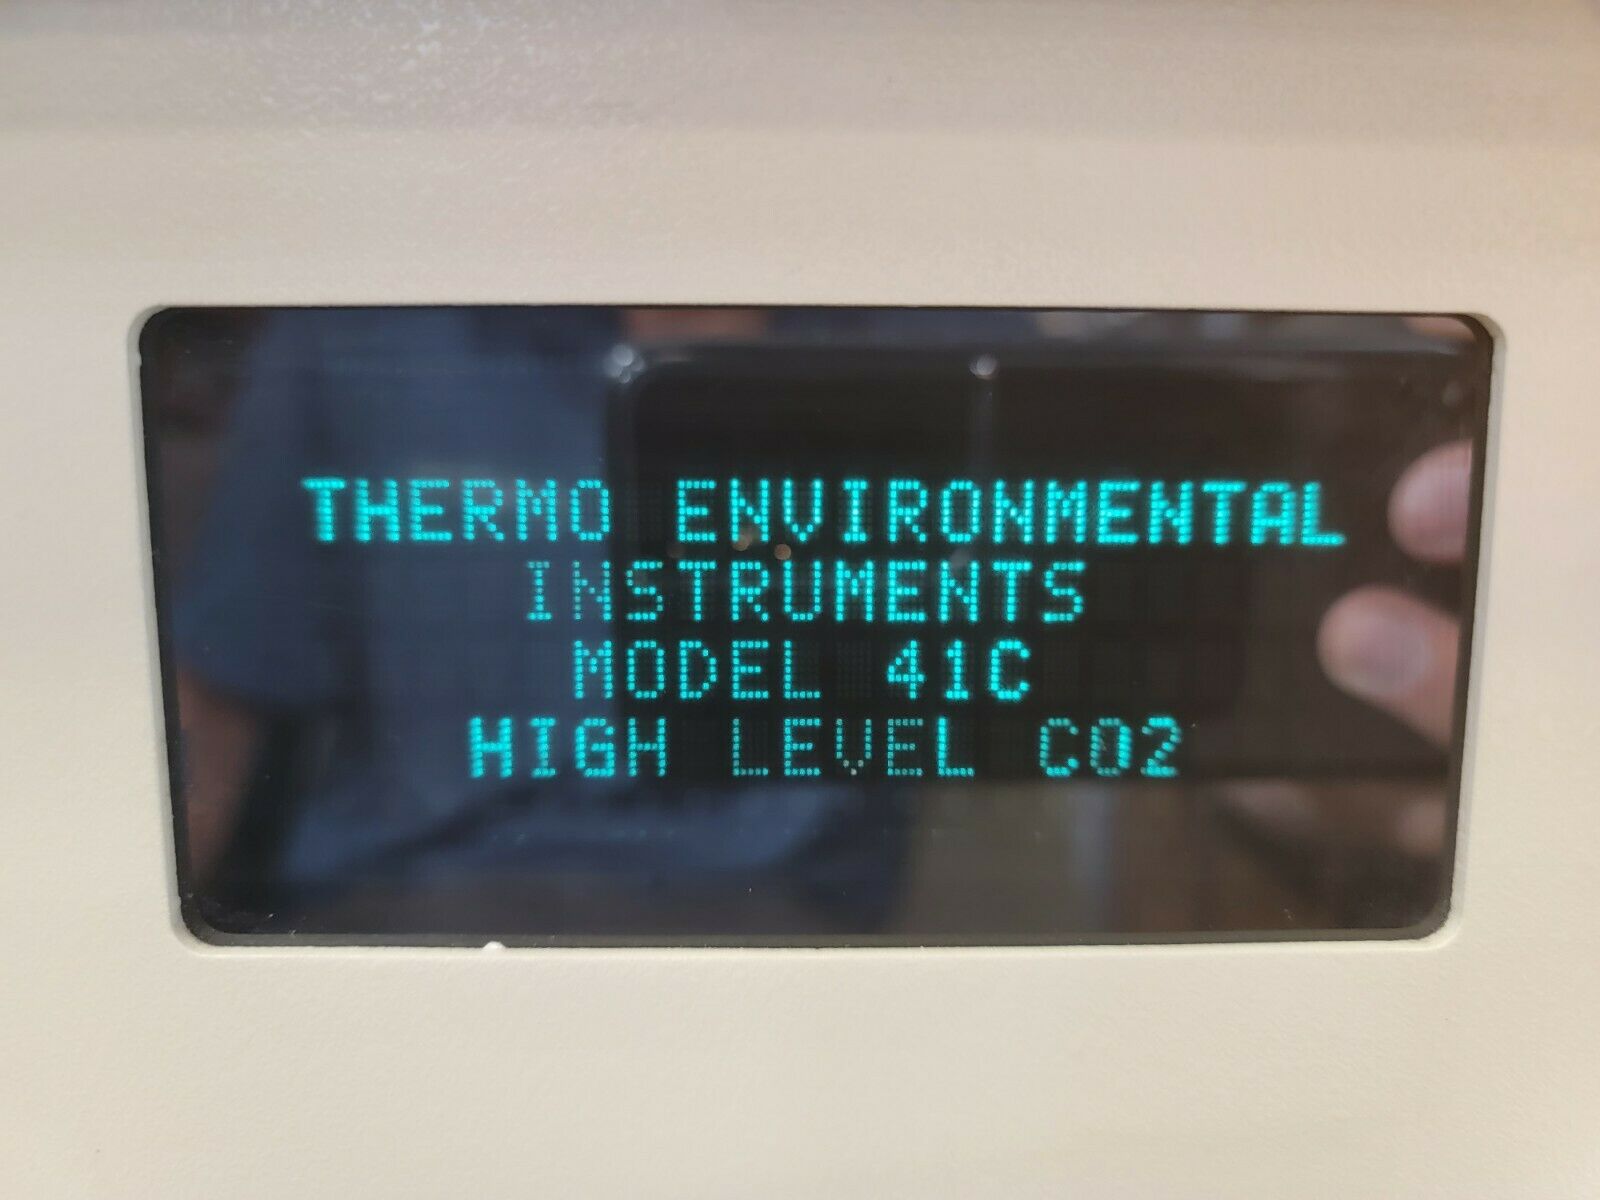 THERMO ENVIRONMENTAL
INSTRUMENTS
MODEL 41C
HIGH LEVEL CO2